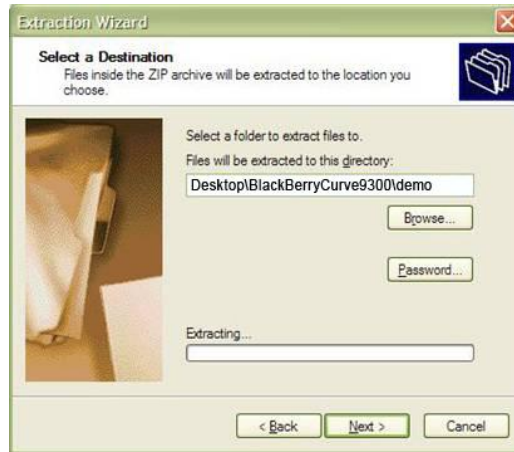 Extraction Wizard
Select a Destination
Files inside the ZIP archive will be extracted to the location you
choose.
Select a folder to extract files to.
Files will be extracted to this directory:
Desktop\BlackBerryCurve9300\demo
Browse...
Password...
Extracting...
< Back
Next >
Cancel